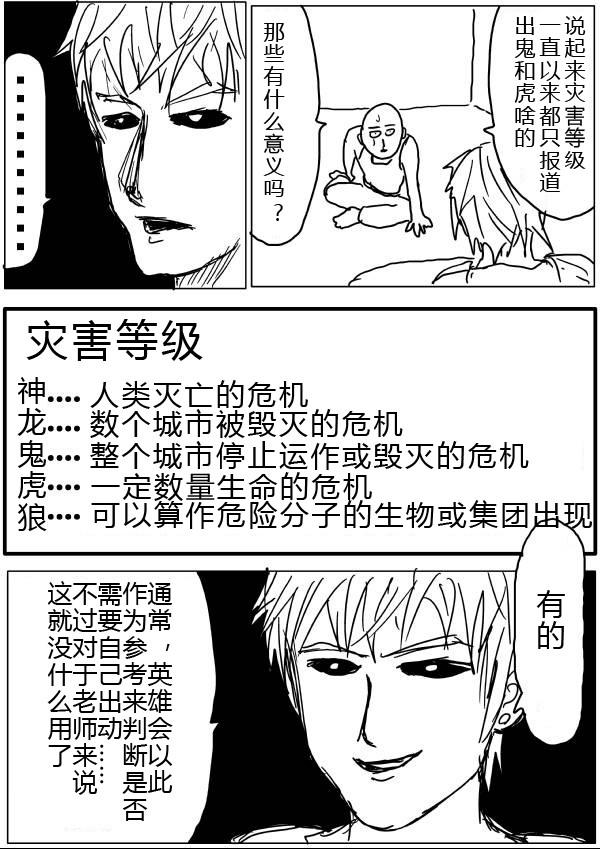 说起来灾害等级
一直以来都只报道
出鬼和虎啥的
那些有什么意义吗？
………
灾害等级
神•••• 人类灭亡的危机
龙•••• 数个城市被毁灭的危机
鬼•••• 整个城市停止运作或毁灭的危机
虎•••• 一定数量生命的危机
狼•••• 可以算作危险分子的生物或集团出现
有的
通常，英雄会以此
作为参考来判断是否
需要自己出动……
不过对于老师来说
这就没什么用了